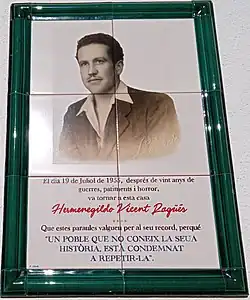 El dia 19 de Juliol de 1955, desprès de vint anys de
guerres, patiments i horror,
va tornar a esta casa
Hermenegildo Vicent Ragüés
Que estes paraules valguen per al seu record, perquè
"UN POBLE QUE NO CONEIX LA SEUA
HISTÒRIA, ESTÀ CONDEMNAT
A REPETIR-LA".